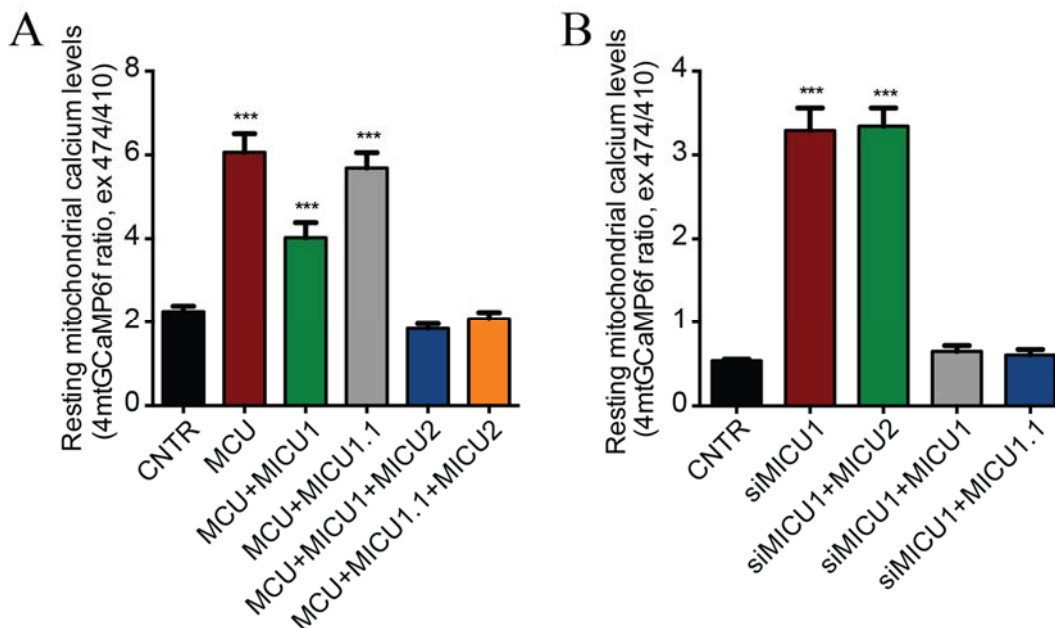 A
Resting mitochondrial calcium levels
(4mtGCaMP6f ratio, ex 474/410)
8
6
4
2
0
***
***
***
CNTR
MCU
MCU+MICU1
MCU+MICU1.1
MCU+MICU1+MICU2
MCU+MICU1.1+MICU2
B
Resting mitochondrial calcium levels
(4mtGCaMP6f ratio, ex 474/410)
4
3
2
1
0
***
***
CNTR
siMICU1
siMICU1+MICU2
siMICU1+MICU1
siMICU1+MICU1.1